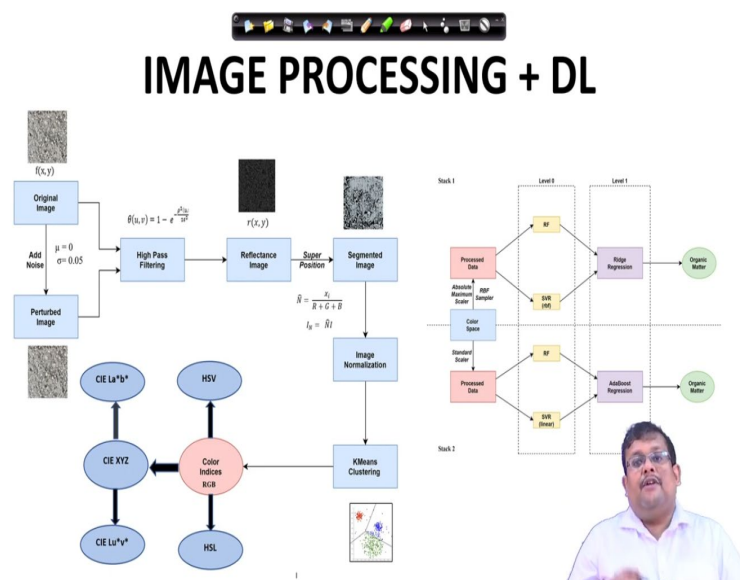 IMAGE PROCESSING + DL
f(x, y)
Original
Image
Add
Noise
μ = 0
σ= 0.05
Perturbed
Image
High Pass
Filtering
r(x, y)
Reflectance
Image
Super
Position
Segmented
Image
N̄ = xᵢ / (R + G + B)
Image
Normalization
KMeans
Clustering
Color
Indices
RGB
HSV
HSL
CIE XYZ
CIE La*b*
CIE Lu*v*
Stack 1
Level 0
Level 1
RF
Processed
Data
SVR
(rbf)
Ridge
Regression
Organic
Matter
Absolute
Maximum
Scaler
RBF
Sampler
Color
Space
Standard
Scaler
RF
Processed
Data
SVR
(linear)
AdaBoost
Regression
Organic
Matter
Stack 2